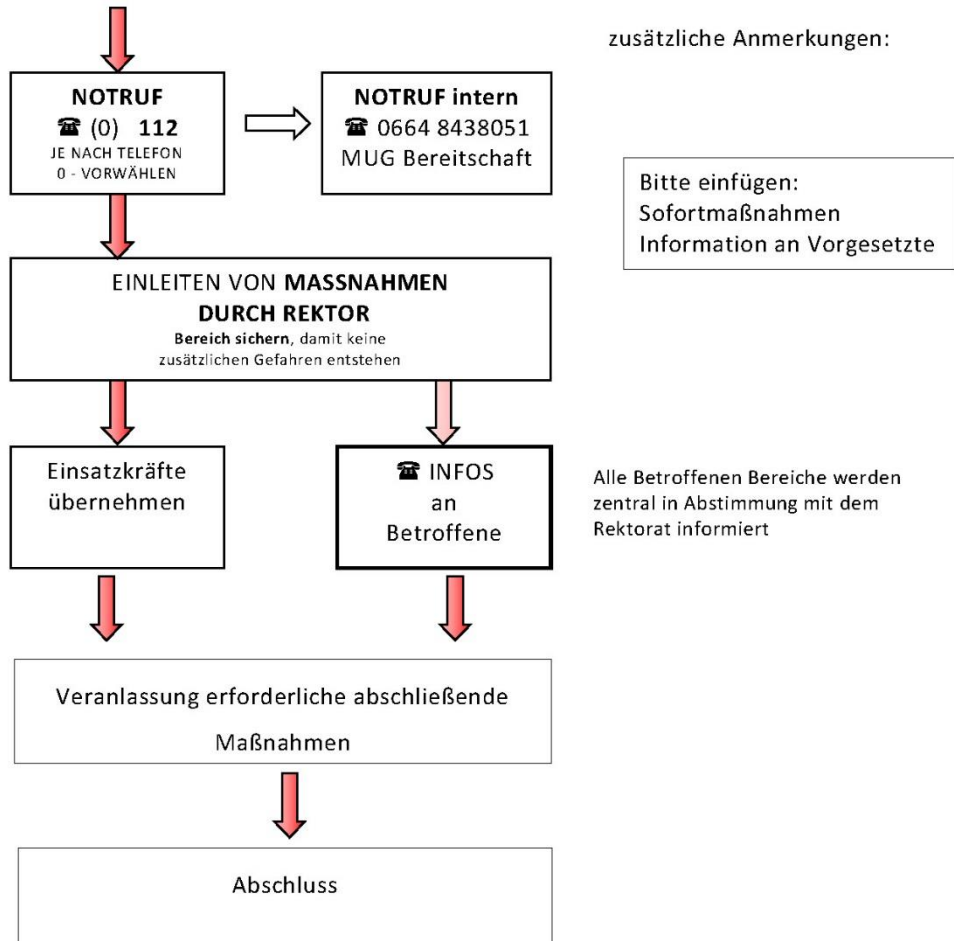 zusätzliche Anmerkungen:
NOTRUF
☎ (0) 112
JE NACH TELEFON
0 - VORWÄHLEN
NOTRUF intern
☎ 0664 8438051
MUG Bereitschaft
Bitte einfügen:
Sofortmaßnahmen
Information an Vorgesetzte
EINLEITEN VON MASSNAHMEN
DURCH REKTOR
Bereich sichern, damit keine
zusätzlichen Gefahren entstehen
Einsatzkräfte
übernehmen
☎ INFOS
an
Betroffene
Alle Betroffenen Bereiche werden
zentral in Abstimmung mit dem
Rektorat informiert
Veranlassung erforderliche abschließende
Maßnahmen
Abschluss